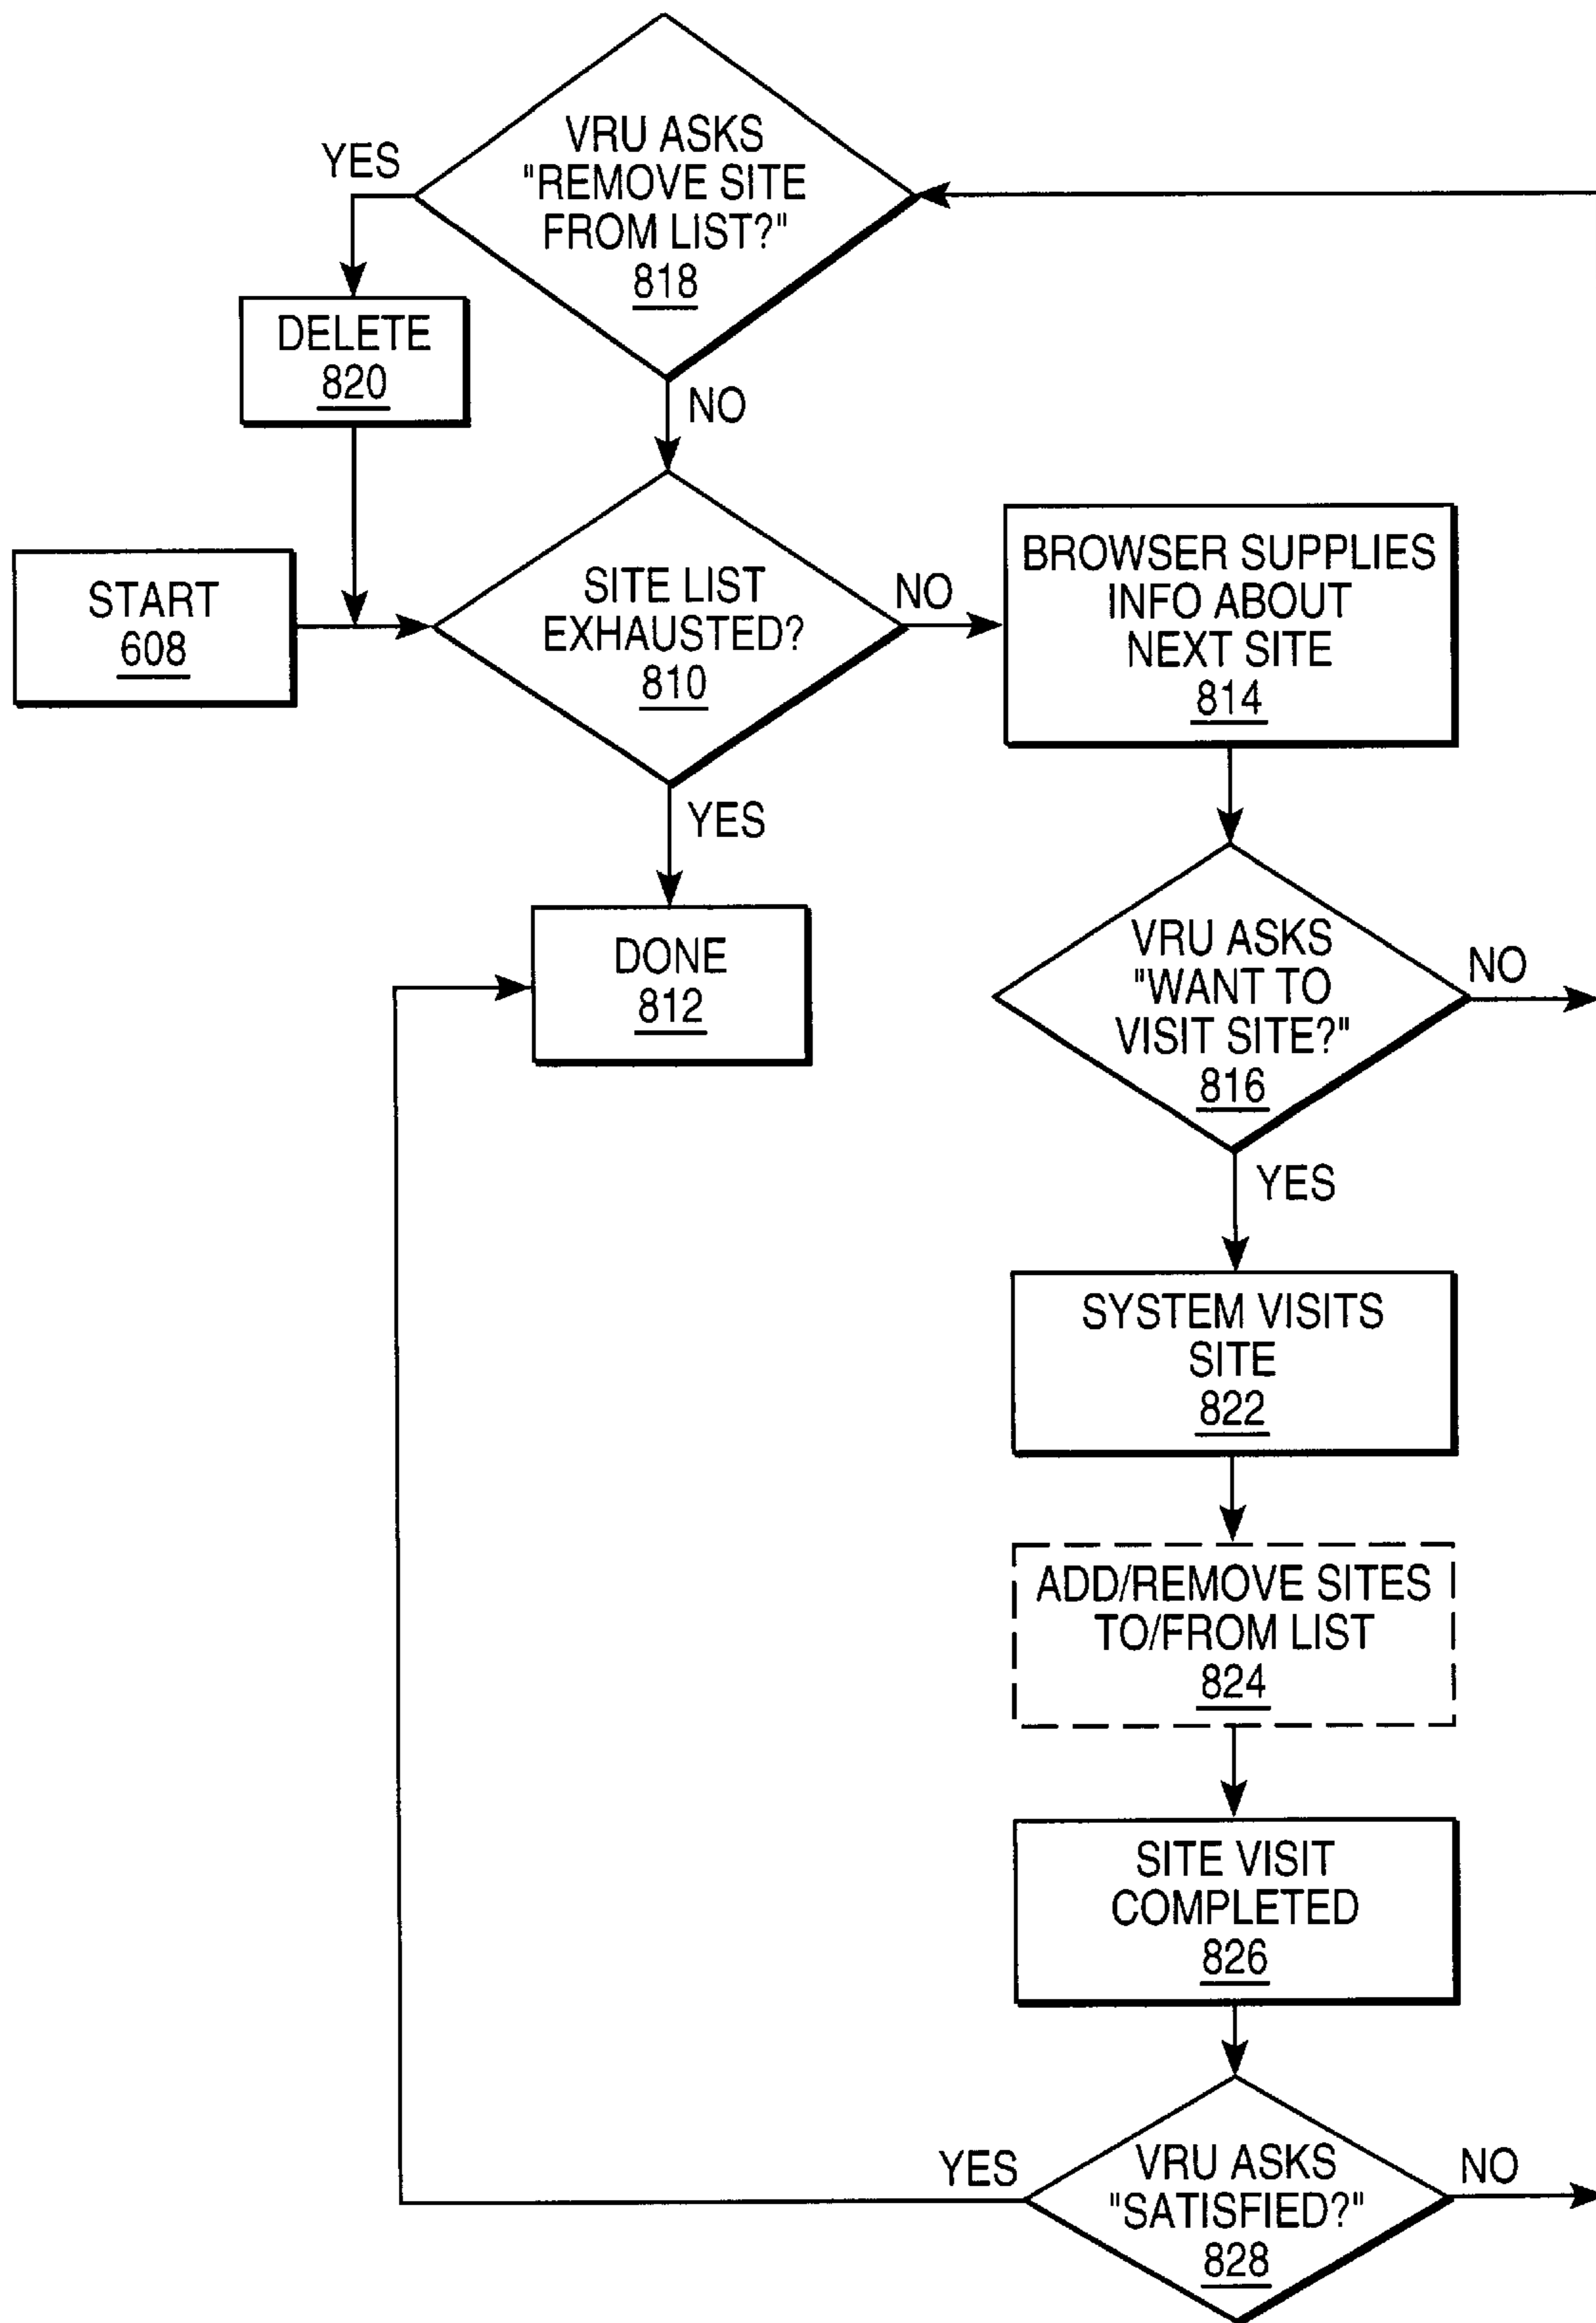 VRU ASKS
"REMOVE SITE
FROM LIST?"
818
YES
DELETE
820
NO
START
608
SITE LIST
EXHAUSTED?
810
NO
BROWSER SUPPLIES
INFO ABOUT
NEXT SITE
814
YES
DONE
812
VRU ASKS
"WANT TO
VISIT SITE?"
816
NO
YES
SYSTEM VISITS
SITE
822
ADD/REMOVE SITES
TO/FROM LIST
824
SITE VISIT
COMPLETED
826
YES
VRU ASKS
"SATISFIED?"
828
NO